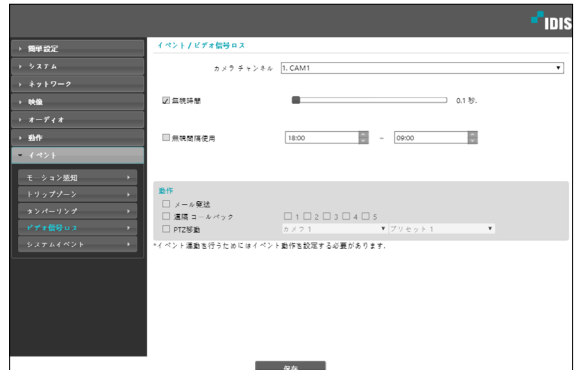 IDIS
簡単設定
システム
ネットワーク
映像
オーディオ
動作
イベント
モーション感知
トリップゾーン
タンパーリング
ビデオ信号ロス
システムイベント
イベント / ビデオ信号ロス
カメラ チャンネル 1. CAM1
無視時間 0.1 秒.
無視間隔使用 18:00 ~ 09:00
動作
メール発送
遠隔 コールバック 1 2 3 4 5
PTZ移動 カメラ 1 プリセット 1
*イベント連動を行うためにはイベント動作を設定する必要があります.
保存